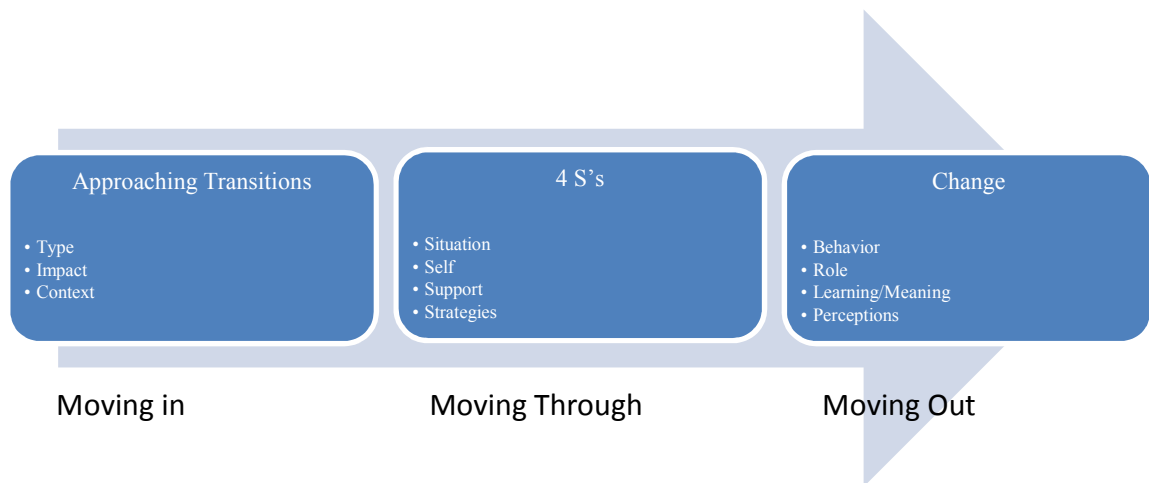 Approaching Transitions
• Type
• Impact
• Context
4 S’s
• Situation
• Self
• Support
• Strategies
Change
• Behavior
• Role
• Learning/Meaning
• Perceptions
Moving in
Moving Through
Moving Out